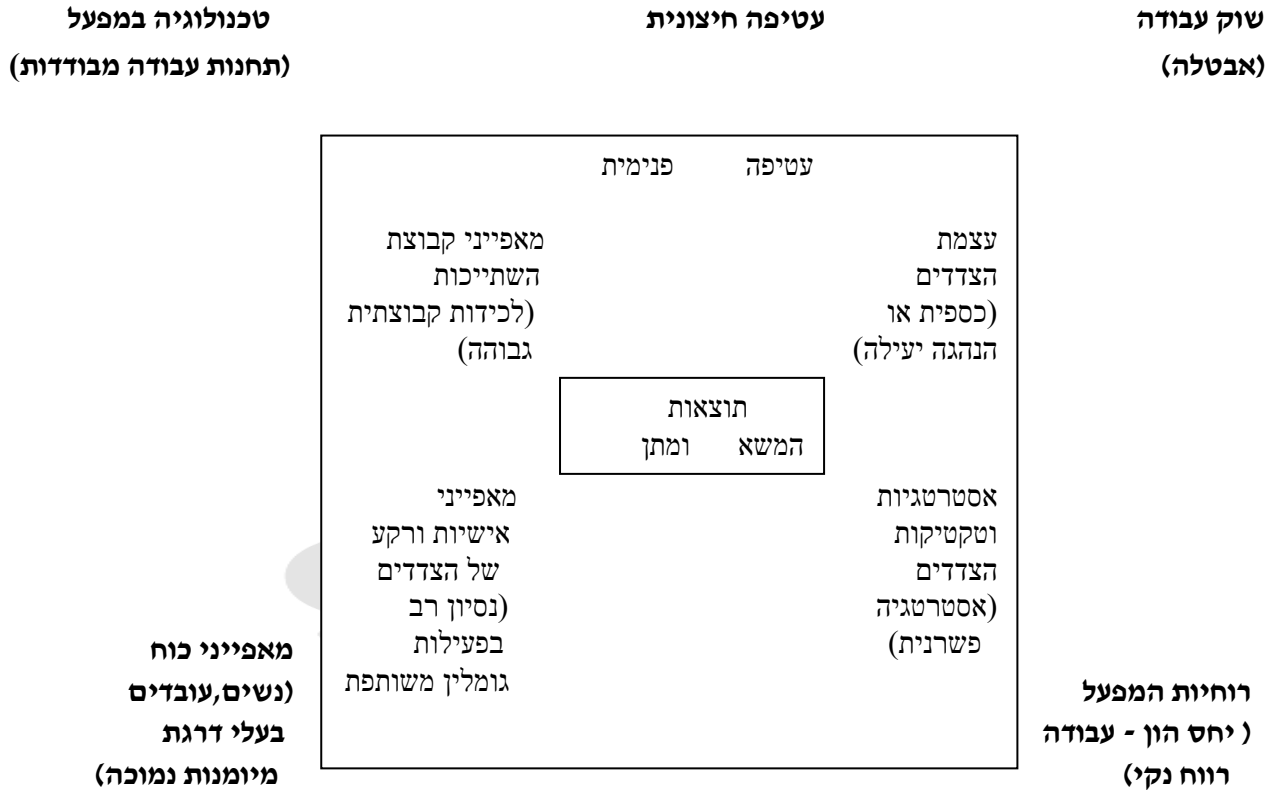 שוק עבודה
(אבטלה)
עטיפה חיצונית
טכנולוגיה במפעל
(תחנות עבודה מבודדות)
עטיפה פנימית
עצמת
הצדדים
(כספית או
הנהגה יעילה)
מאפייני קבוצת
השתייכות
(לכידות קבוצתית
גבוהה)
תוצאות
המשא ומתן
אסטרטגיות
וטקטיקות
הצדדים
(אסטרטגיה
פשרנית)
מאפייני
אישיות ורקע
של הצדדים
(נסיון רב
בפעילות
גומלין משותפת
רוחיות המפעל
( יחס הון - עבודה
רווח נקי)
מאפייני כוח
(נשים,עובדים
בעלי דרגת
מיומנות נמוכה)